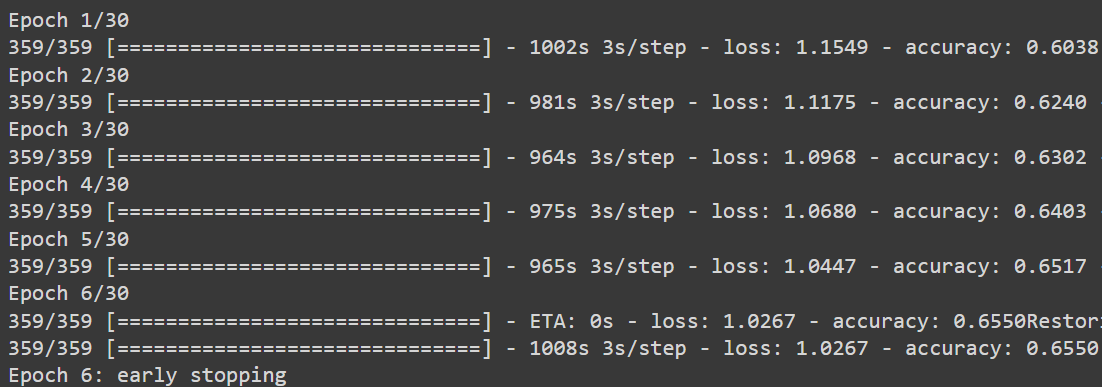 Epoch 1/30
359/359 [==============================] - 1002s 3s/step - loss: 1.1549 - accuracy: 0.6038
Epoch 2/30
359/359 [==============================] - 981s 3s/step - loss: 1.1175 - accuracy: 0.6240 -
Epoch 3/30
359/359 [==============================] - 964s 3s/step - loss: 1.0968 - accuracy: 0.6302 -
Epoch 4/30
359/359 [==============================] - 975s 3s/step - loss: 1.0680 - accuracy: 0.6403 -
Epoch 5/30
359/359 [==============================] - 965s 3s/step - loss: 1.0447 - accuracy: 0.6517 -
Epoch 6/30
359/359 [==============================] - ETA: 0s - loss: 1.0267 - accuracy: 0.6550Restor
359/359 [==============================] - 1008s 3s/step - loss: 1.0267 - accuracy: 0.6550
Epoch 6: early stopping